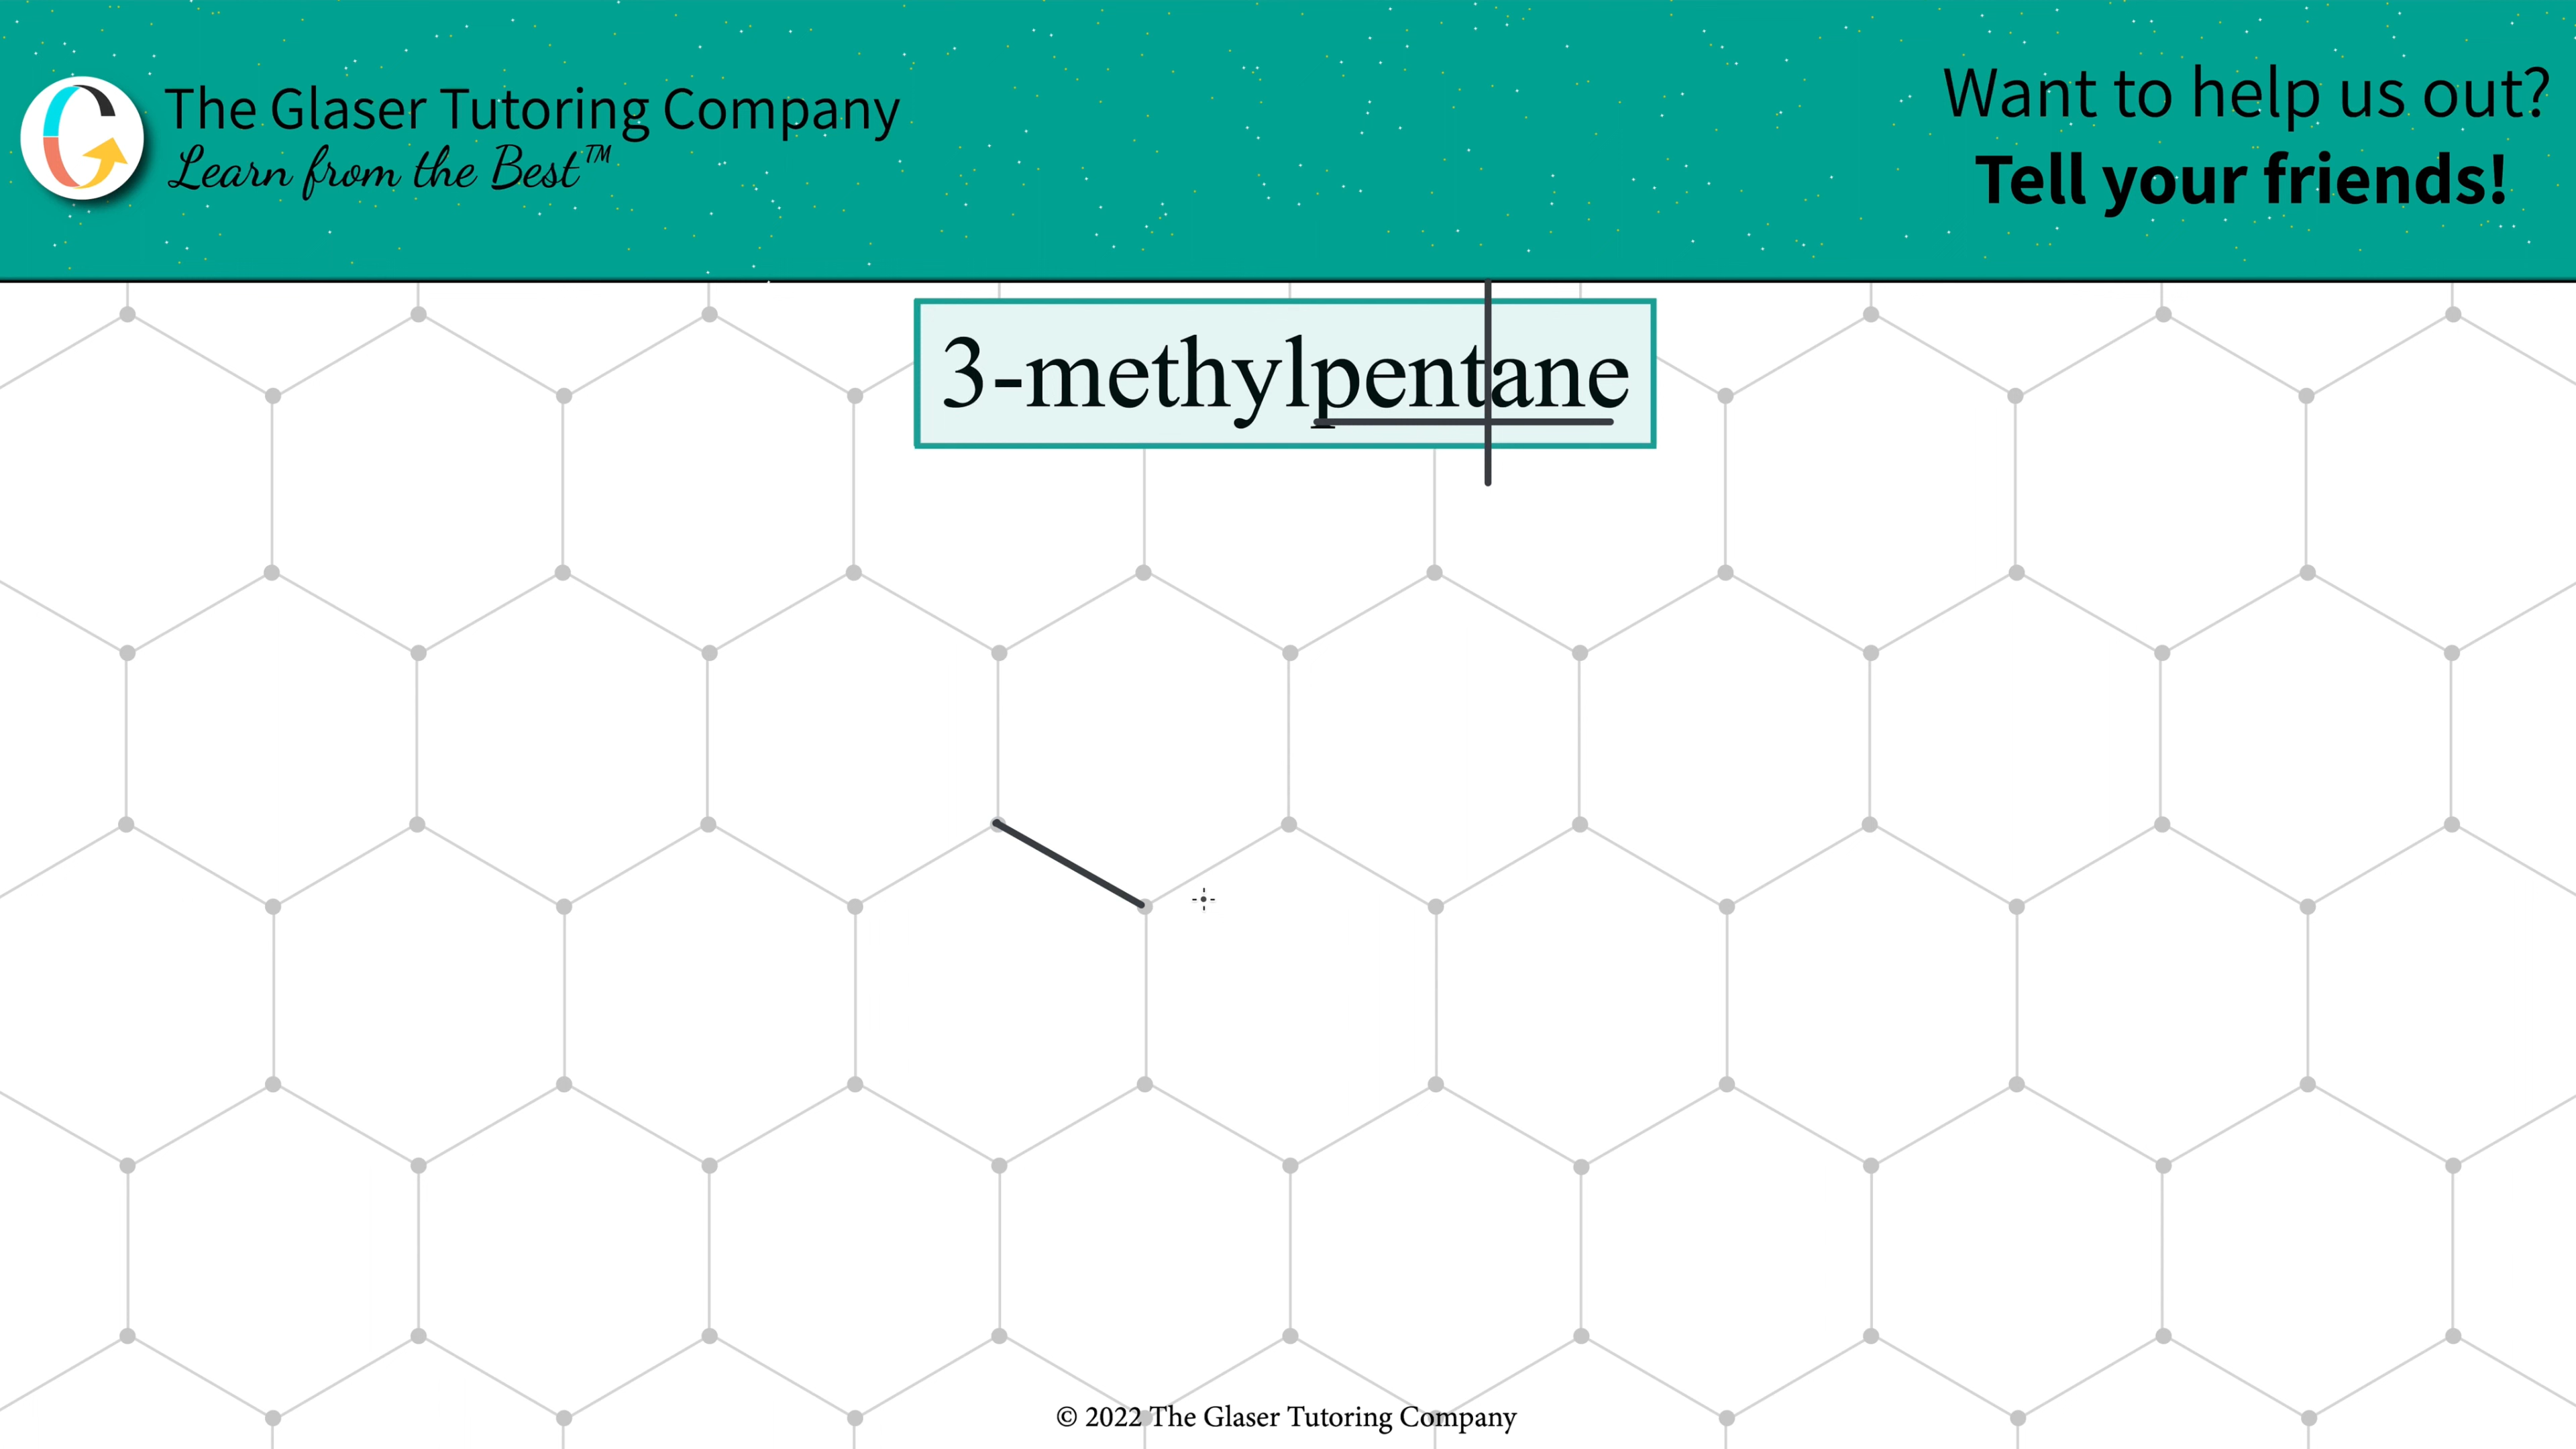 The Glaser Tutoring Company
Learn from the Best™
Want to help us out?
Tell your friends!
3-methylpentane
© 2022 The Glaser Tutoring Company